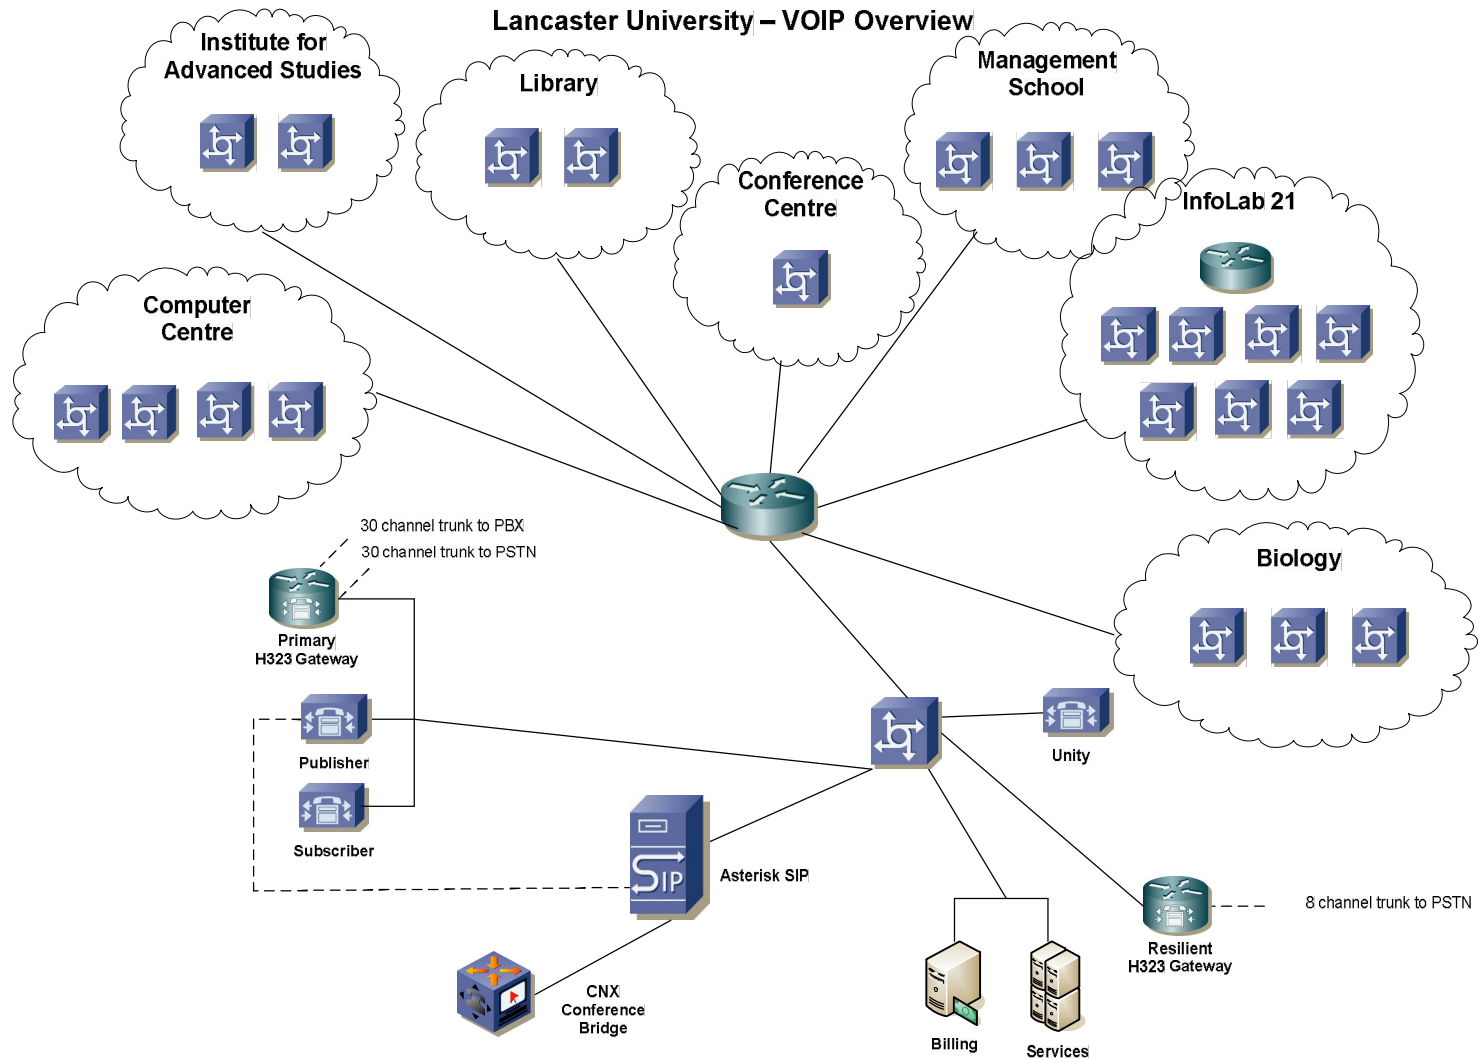 Lancaster University – VOIP Overview
Institute for
Advanced Studies
Library
Management
School
Conference
Centre
InfoLab 21
Computer
Centre
30 channel trunk to PBX
30 channel trunk to PSTN
Biology
Primary
H323 Gateway
Publisher
Unity
Subscriber
SIP
Asterisk SIP
8 channel trunk to PSTN
Resilient
H323 Gateway
CNX
Conference
Bridge
Billing
Services